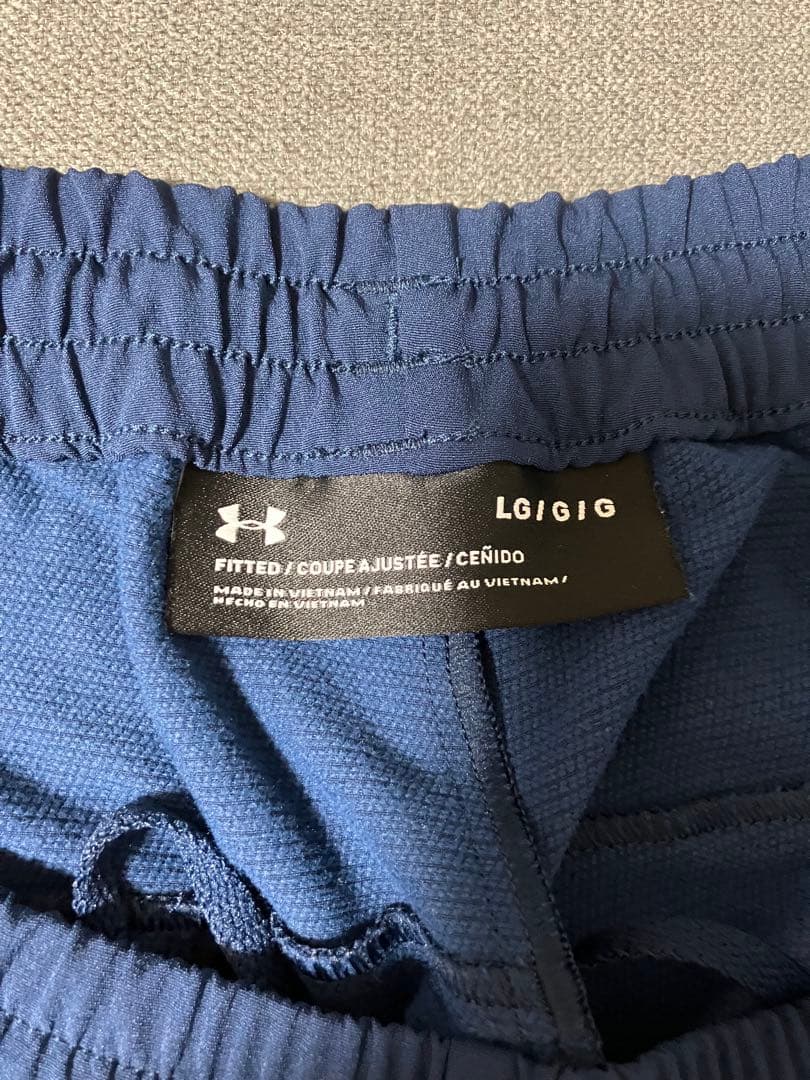 LG/G/G
FITTED / COUPE AJUSTÉE / CEÑIDO
MADE IN VIETNAM / FABRIQUÉ AU VIETNAM /
HECHO EN VIETNAM